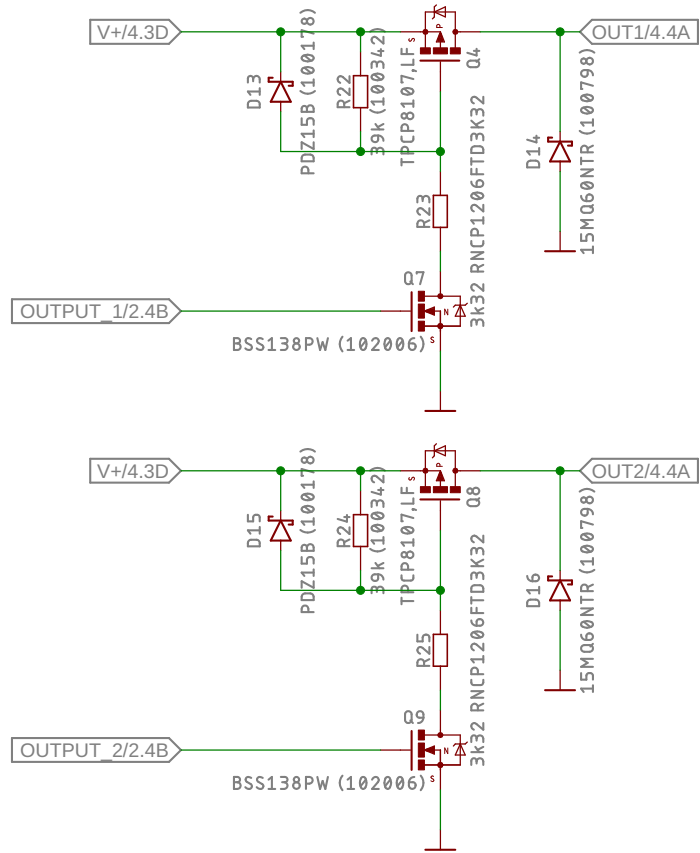 V+/4.3D
OUT1/4.4A
S
P
D13
PDZ15B (100178)
R22
39k (100342)
TPCP8107,LF
Q4
D14
15MQ60NTR (100798)
R23
3k32 RNCP1206FTD3K32
Q7
OUTPUT_1/2.4B
N
BSS138PW (102006)
S
V+/4.3D
OUT2/4.4A
S
P
D15
PDZ15B (100178)
R24
39k (100342)
TPCP8107,LF
Q8
D16
15MQ60NTR (100798)
R25
3k32 RNCP1206FTD3K32
Q9
OUTPUT_2/2.4B
N
BSS138PW (102006)
S